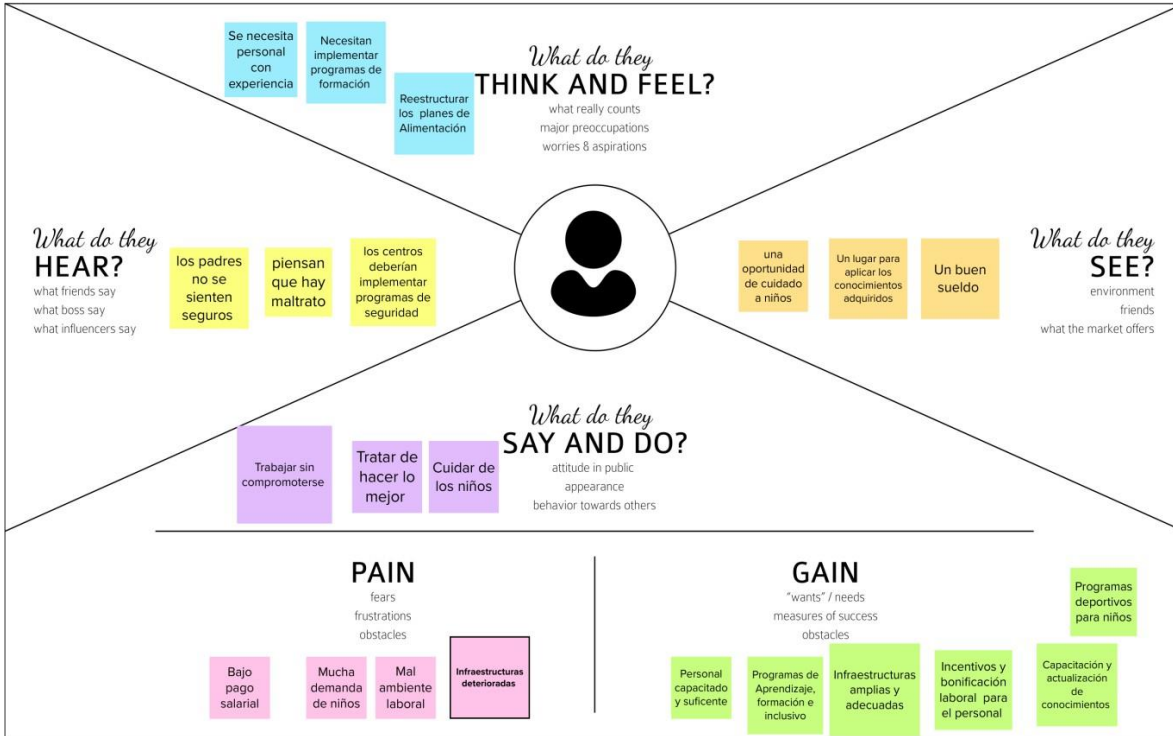 Se necesita
personal
con
experiencia
Necesitan
implementar
programas de
formación
Reestructurar
los planes de
Alimentación
What do they
THINK AND FEEL?
what really counts
major preoccupations
worries & aspirations
What do they
HEAR?
what friends say
what boss say
what influencers say
los padres
no se
sienten
seguros
piensan
que hay
maltrato
los centros
deberían
implementar
programas de
seguridad
una
oportunidad
de cuidado
a niños
Un lugar para
aplicar los
conocimientos
adquiridos
Un buen
sueldo
What do they
SEE?
environment
friends
what the market offers
What do they
SAY AND DO?
attitude in public
appearance
behavior towards others
Trabajar sin
compromoterse
Tratar de
hacer lo
mejor
Cuidar de
los niños
PAIN
fears
frustrations
obstacles
Bajo
pago
salarial
Mucha
demanda
de niños
Mal
ambiente
laboral
Infraestructuras
deterioradas
GAIN
"wants" / needs
measures of success
obstacles
Programas
deportivos
para niños
Personal
capacitado
y suficente
Programas de
Aprendizaje,
formación e
inclusivo
Infraestructuras
amplias y
adecuadas
Incentivos y
bonificación
laboral para
el personal
Capacitación y
actualización
de
conocimientos